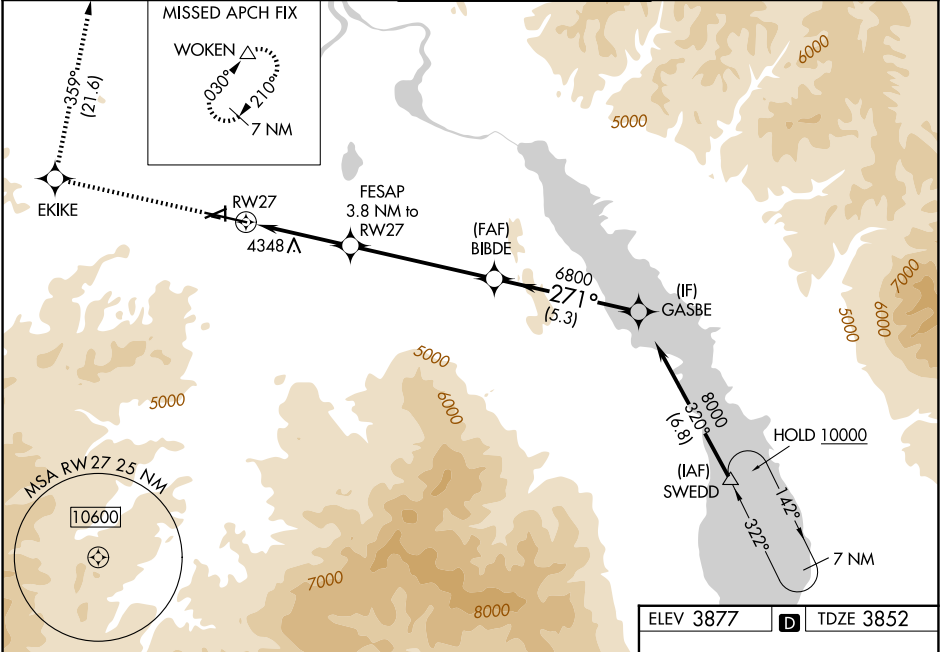 MISSED APCH FIX
WOKEN
030°
210°
7 NM
359°
(21.6)
EKIKE
RW27
4348
FESAP
3.8 NM to
RW27
(FAF)
BIBDE
6800
271°
(5.3)
(IF)
GASBE
6000
5000
7000
6000
5000
5000
6000
5000
7000
8000
8000
320°
(6.8)
HOLD 10000
(IAF)
SWEDD
142°
322°
7 NM
MSA RW27 25 NM
10600
ELEV 3877
D
TDZE 3852